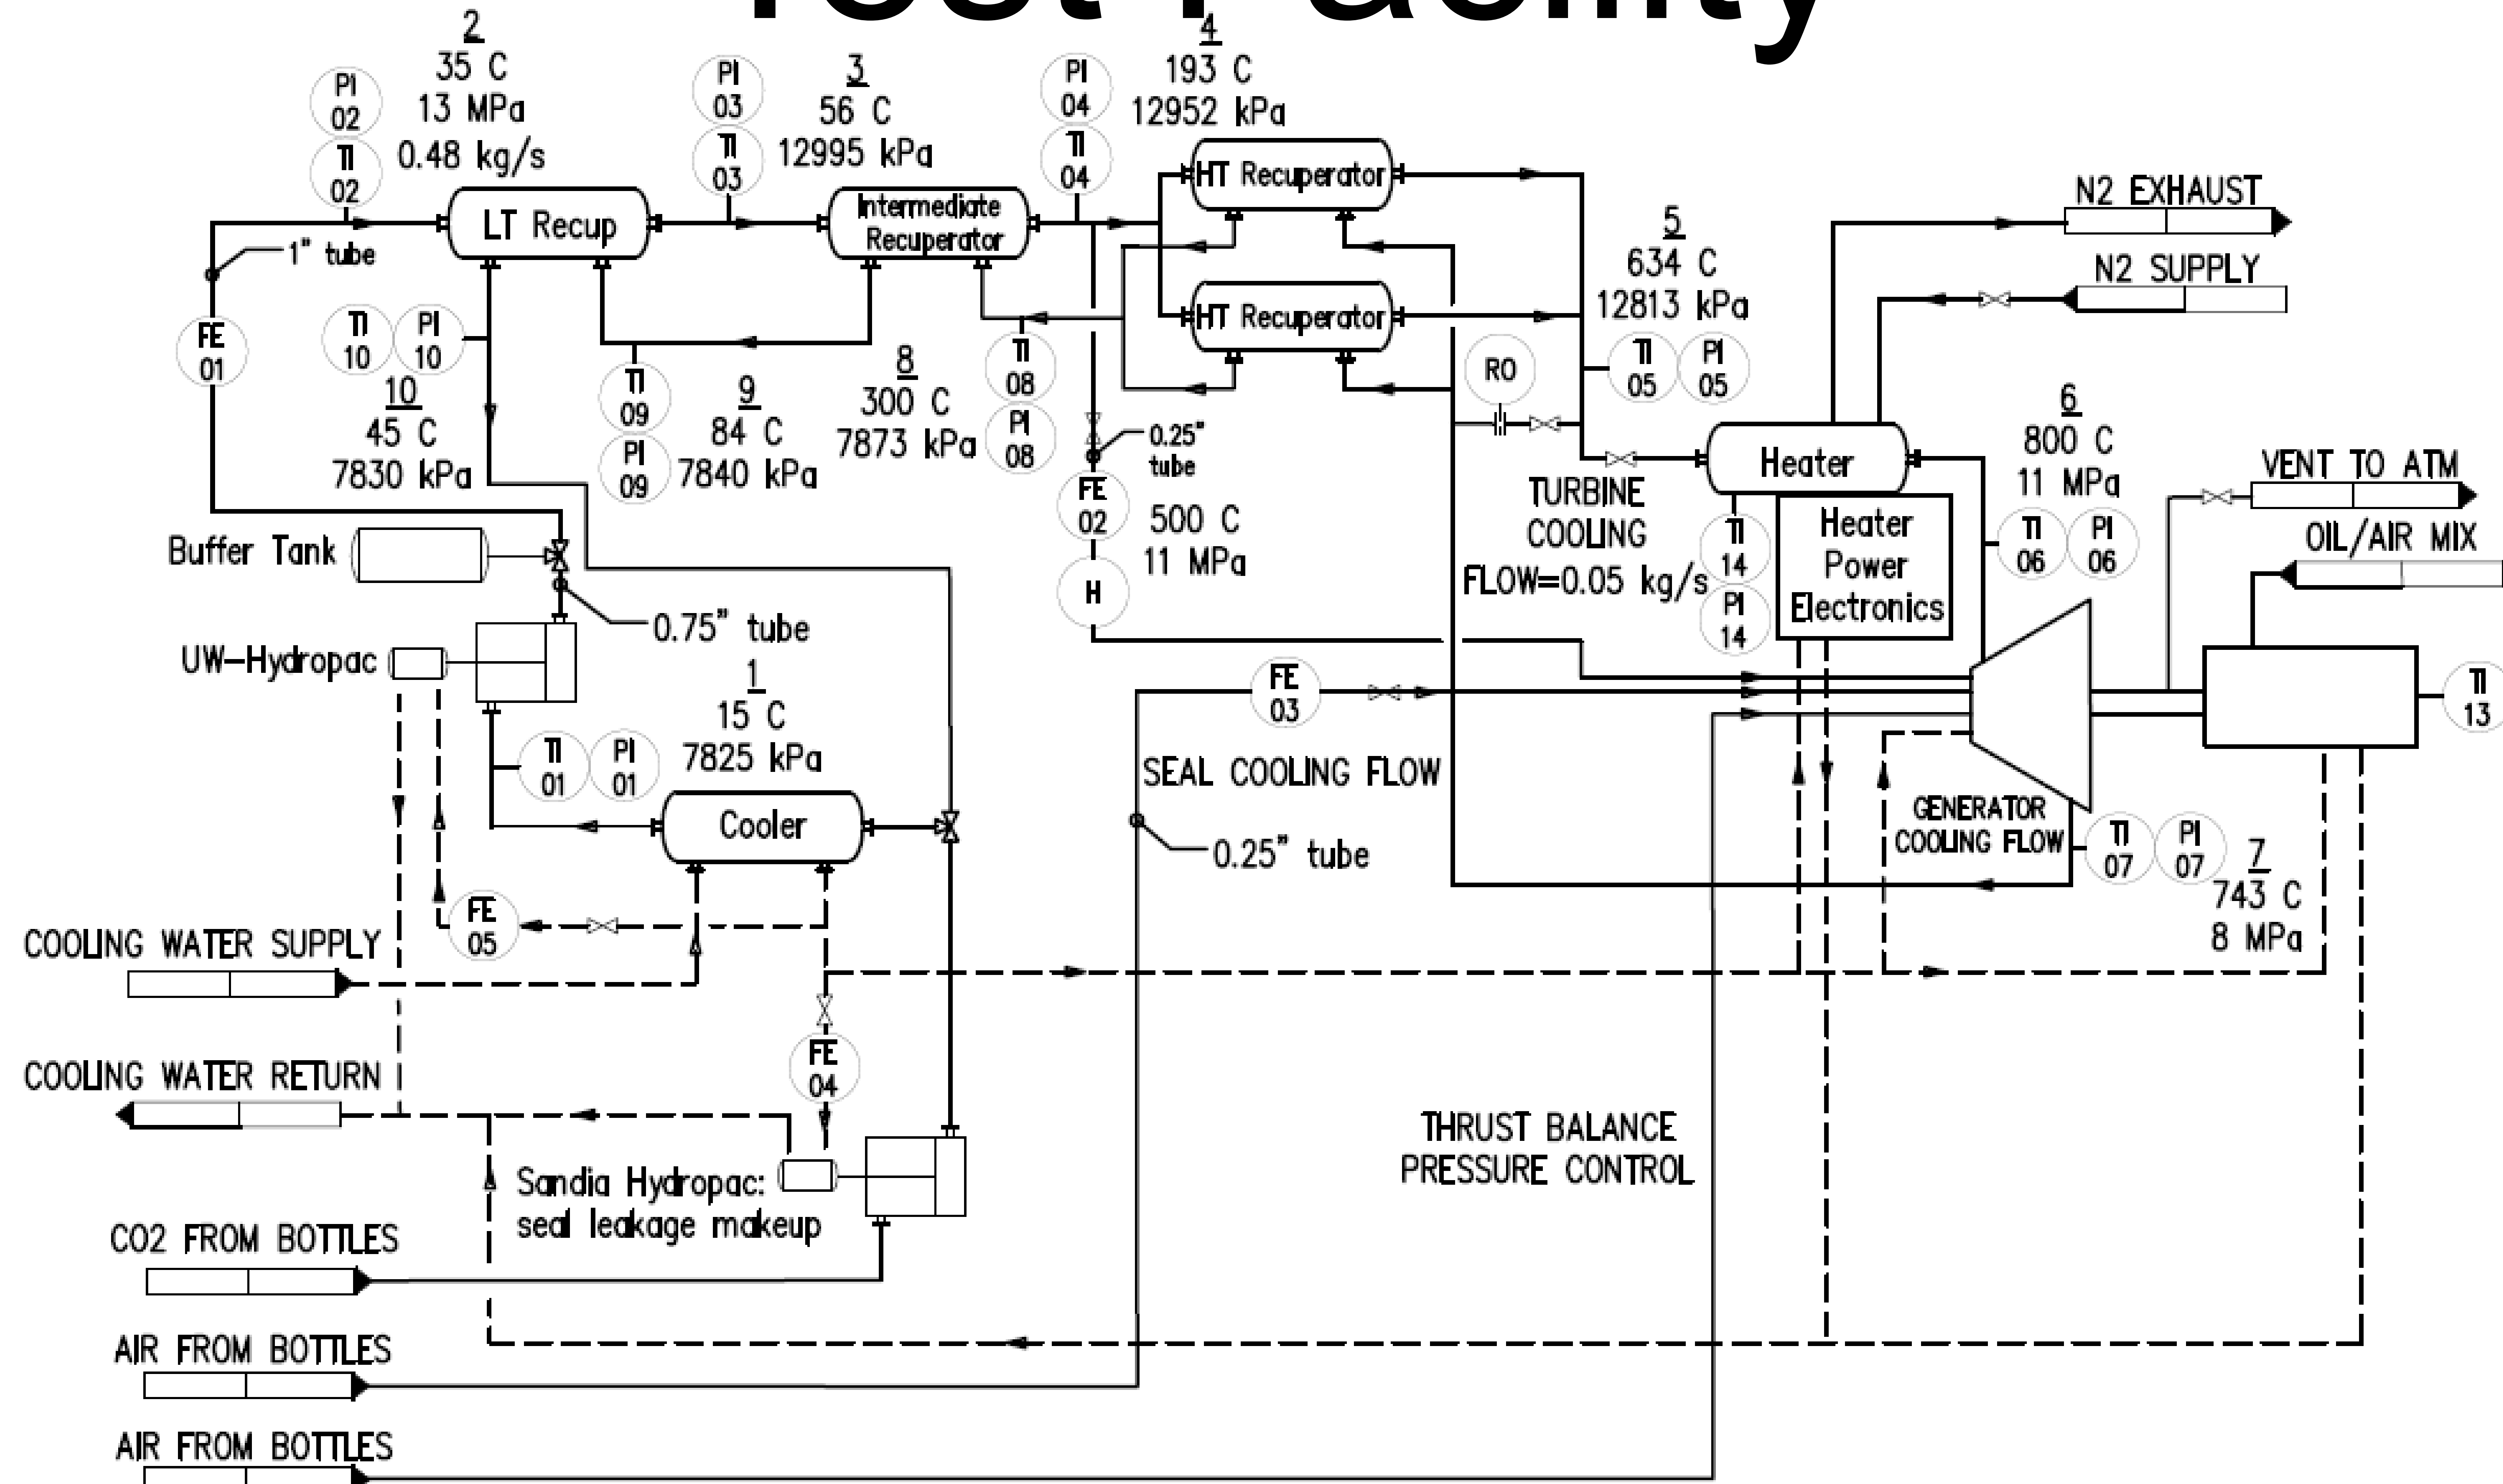 Test Facility
2
35 C
13 MPa
0.48 kg/s
PI
02
TI
02
PI
03
TI
03
3
56 C
12995 kPa
PI
04
TI
04
4
193 C
12952 kPa
LT Recup
Intermediate
Recuperator
HT Recuperator
HT Recuperator
1" tube
FE
01
TI
10
PI
10
10
45 C
7830 kPa
TI
09
PI
09
9
84 C
7840 kPa
8
300 C
7873 kPa
TI
08
PI
08
0.25"
tube
FE
02
500 C
11 MPa
H
5
634 C
12813 kPa
TI
05
PI
05
RO
N2 EXHAUST
N2 SUPPLY
Heater
6
800 C
11 MPa
TI
06
PI
06
VENT TO ATM
OIL/AIR MIX
TURBINE
COOLING
FLOW=0.05 kg/s
TI
14
PI
14
Heater
Power
Electronics
Buffer Tank
0.75" tube
UW-Hydropac
1
15 C
7825 kPa
TI
01
PI
01
Cooler
FE
03
SEAL COOLING FLOW
0.25" tube
TI
13
GENERATOR
COOLING FLOW
TI
07
PI
07
7
743 C
8 MPa
FE
05
COOLING WATER SUPPLY
COOLING WATER RETURN
FE
04
Sandia Hydropac:
seal leakage makeup
THRUST BALANCE
PRESSURE CONTROL
CO2 FROM BOTTLES
AIR FROM BOTTLES
AIR FROM BOTTLES